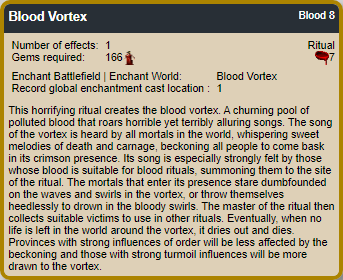 Blood Vortex Blood 8
Number of effects: 1 Ritual
Gems required: 166 7
Enchant Battlefield | Enchant World: Blood Vortex
Record global enchantment cast location : 1
This horrifying ritual creates the blood vortex. A churning pool of
polluted blood that roars horrible yet terribly alluring songs. The song
of the vortex is heard by all mortals in the world, whispering sweet
melodies of death and carnage, beckoning all people to come bask
in its crimson presence. Its song is especially strongly felt by those
whose blood is suitable for blood rituals, summoning them to the site
of the ritual. The mortals that enter its presence stare dumbfounded
on the waves and swirls in the vortex, or throw themselves
heedlessly to drown in the bloody swirls. The master of the ritual then
collects suitable victims to use in other rituals. Eventually, when no
life is left in the world around the vortex, it dries out and dies.
Provinces with strong influences of order will be less affected by the
beckoning and those with strong turmoil influences will be more
drawn to the vortex.